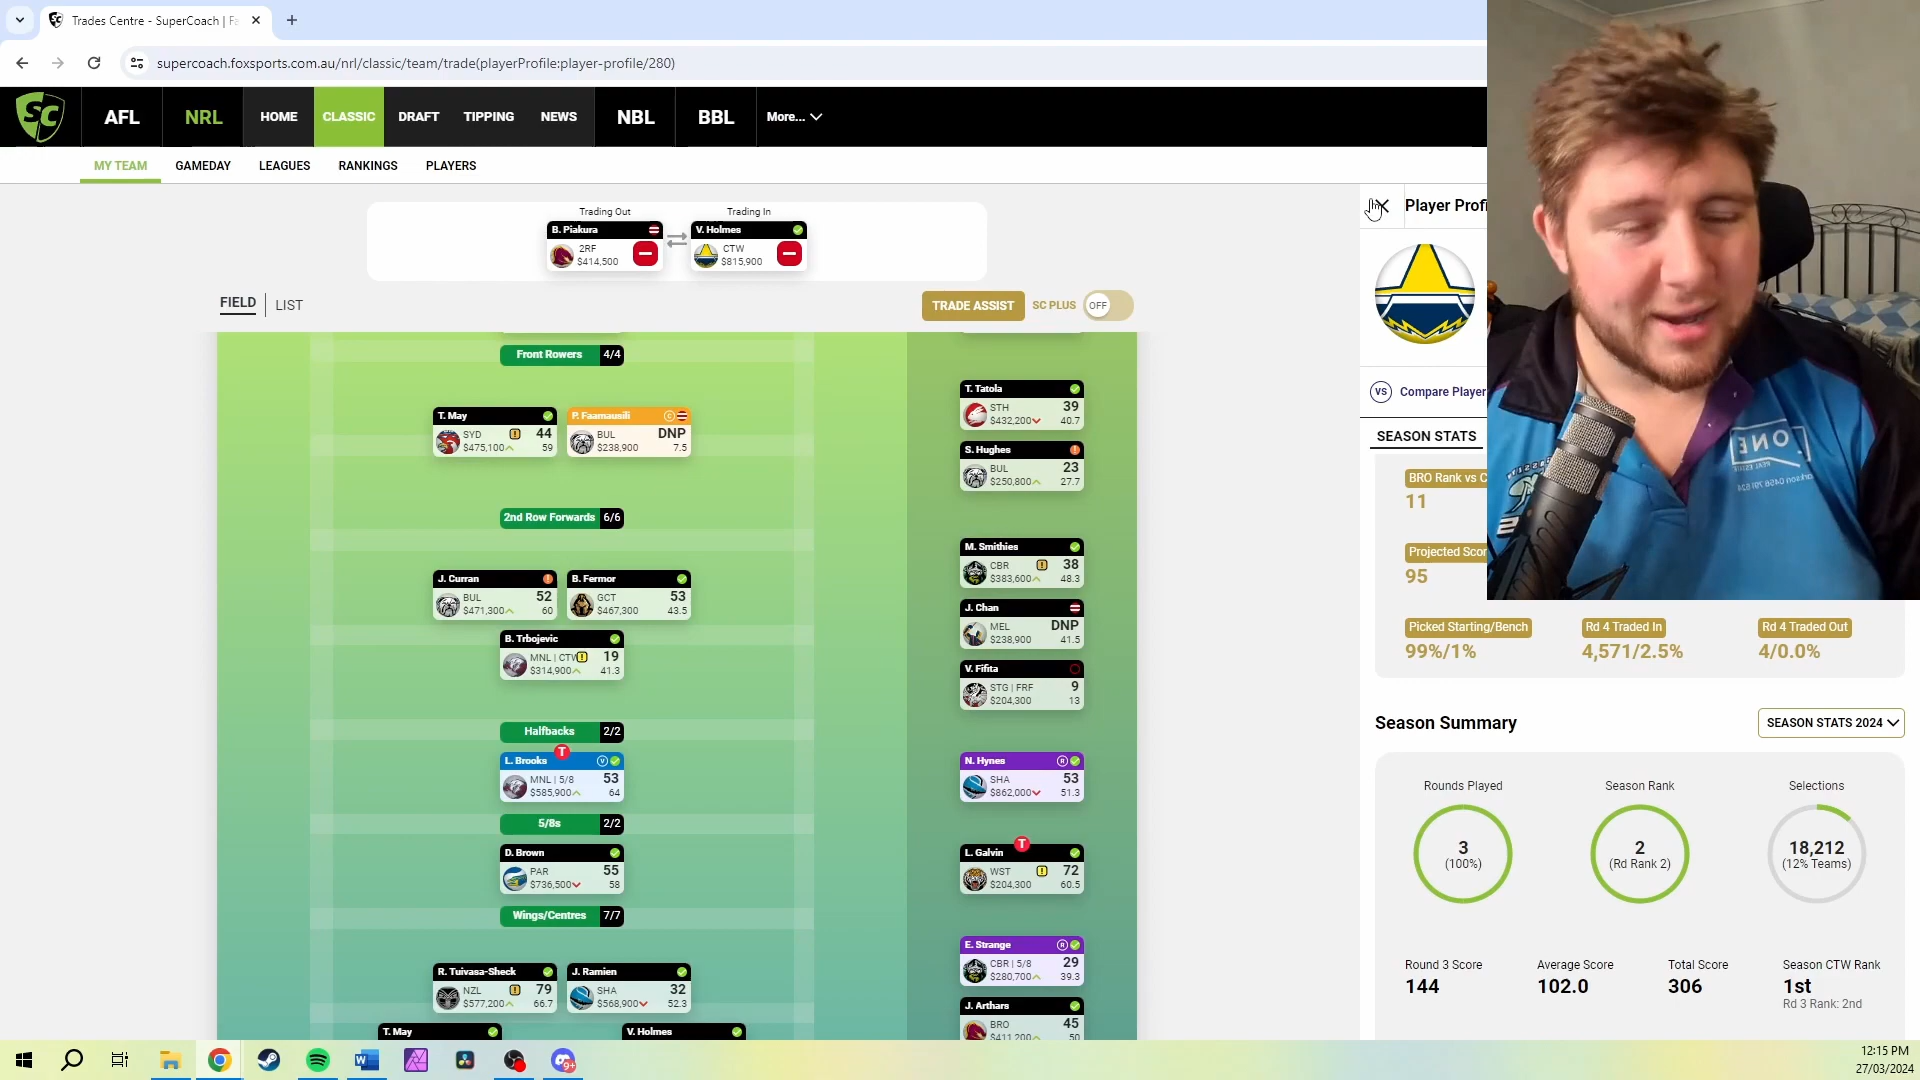 Trades Centre - SuperCoach | Fa
supercoach.foxsports.com.au/nrl/classic/team/trade(playerProfile:player-profile/280)
SC AFL NRL HOME CLASSIC DRAFT TIPPING NEWS NBL BBL More...
MY TEAM GAMEDAY LEAGUES RANKINGS PLAYERS
Trading Out Trading In
B. Piakura V. Holmes
2RF CTW
$414,500 $815,900
FIELD LIST TRADE ASSIST SC PLUS OFF
Front Rowers 4/4
T. May P. Faamausili
SYD 44 BUL DNP
$475,100 59 $238,900 7.5
2nd Row Forwards 6/6
J. Curran B. Fermor
BUL 52 GCT 53
$471,300 60 $467,300 43.5
B. Trbojevic
MNL | CTW 19
$314,900 41.3
Halfbacks 2/2
T
L. Brooks V
MNL | 5/8 53
$585,900 64
5/8s 2/2
D. Brown
PAR 55
$736,500 58
Wings/Centres 7/7
R. Tuivasa-Sheck J. Ramien
NZL 79 SHA 32
$577,200 66.7 $568,900 52.3
T. May V. Holmes
T. Tatola
STH 39
$432,200 40.7
S. Hughes
BUL 23
$250,800 27.7
M. Smithies
CBR 38
$383,600 48.3
J. Chan
MEL DNP
$238,900 41.5
V. Fifita
STG | FRF 9
$204,300 13
N. Hynes R
SHA 53
$862,000 51.3
T
L. Galvin
WST 72
$204,300 60.5
E. Strange R
CBR | 5/8 29
$280,700 39.3
J. Arthars
BRO 45
$411,200 50
Player Profi
VS Compare Player
SEASON STATS
BRO Rank vs C
11
Projected Scor
95
Picked Starting/Bench Rd 4 Traded In Rd 4 Traded Out
99%/1% 4,571/2.5% 4/0.0%
Season Summary SEASON STATS 2024
Rounds Played Season Rank Selections
3 2 18,212
(100%) (Rd Rank 2) (12% Teams)
Round 3 Score Average Score Total Score Season CTW Rank
144 102.0 306 1st
Rd 3 Rank: 2nd
ONE
REAL ESTATE
9+
12:15 PM
27/03/2024